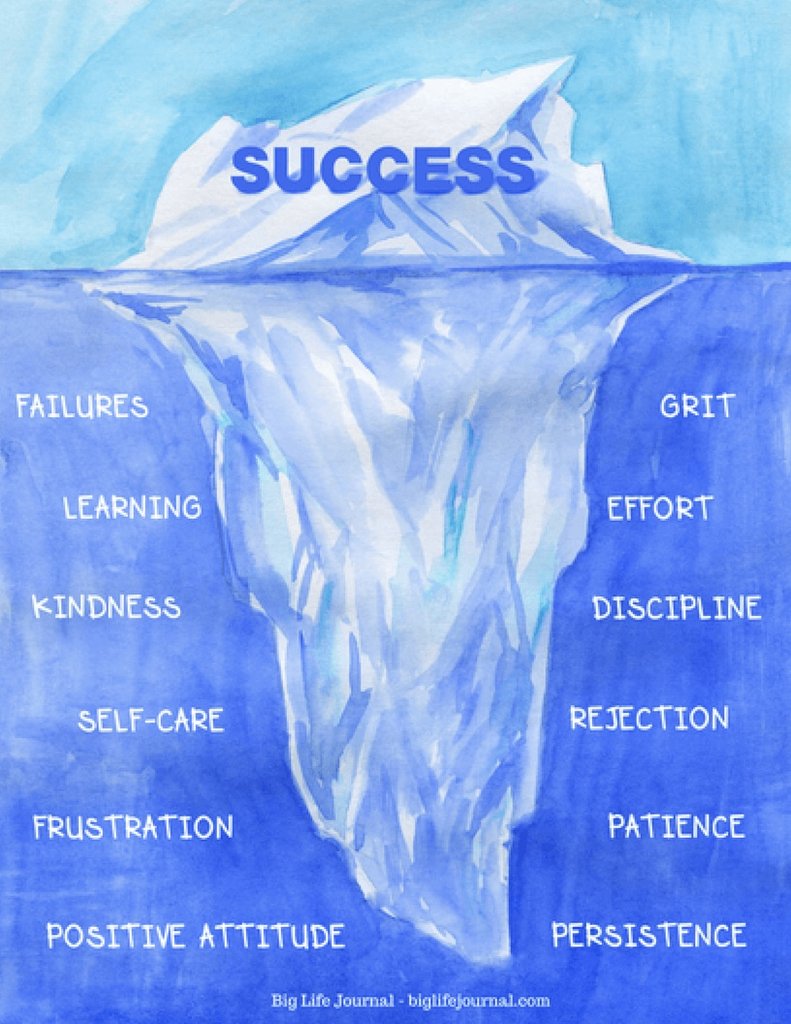 SUCCESS
FAILURES
GRIT
LEARNING
EFFORT
KINDNESS
DISCIPLINE
SELF-CARE
REJECTION
FRUSTRATION
PATIENCE
POSITIVE ATTITUDE
PERSISTENCE
Big Life Journal - biglifejournal.com